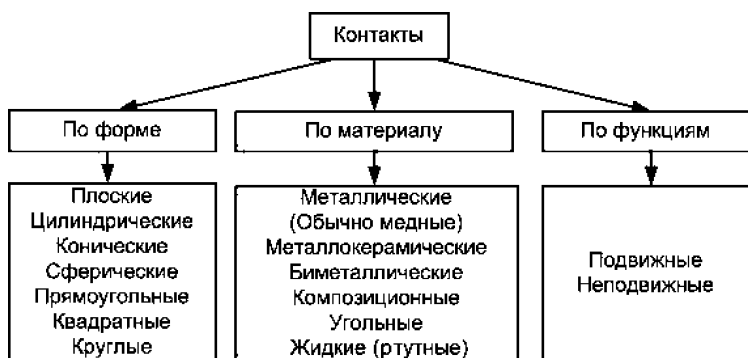 Контакты
По форме
По материалу
По функциям
Плоские
Цилиндрические
Конические
Сферические
Прямоугольные
Квадратные
Круглые
Металлические
(Обычно медные)
Металлокерамические
Биметаллические
Композиционные
Угольные
Жидкие (ртутные)
Подвижные
Неподвижные